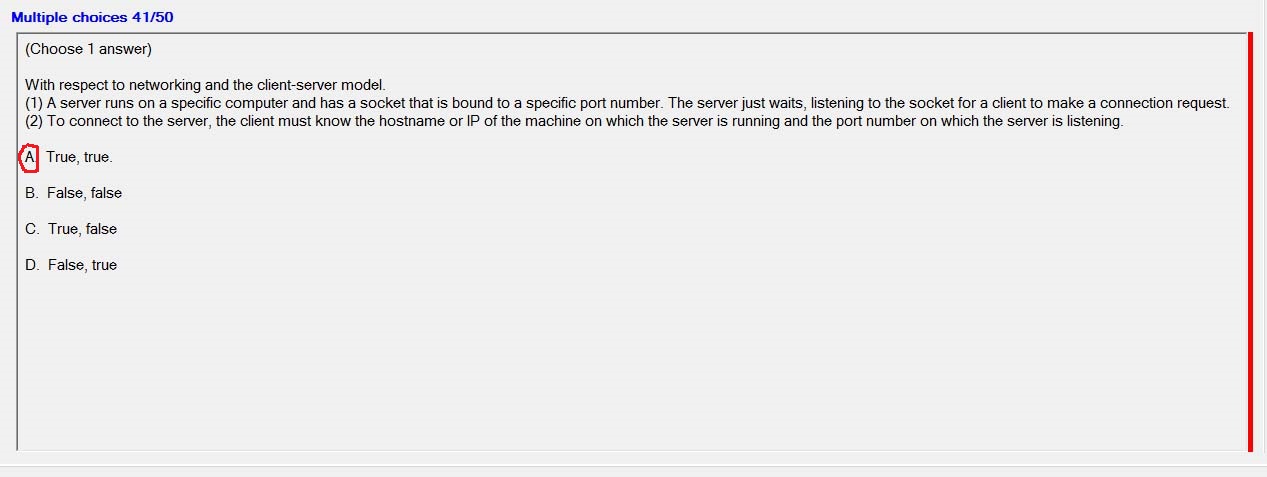 Multiple choices 41/50
(Choose 1 answer)
With respect to networking and the client-server model.
(1) A server runs on a specific computer and has a socket that is bound to a specific port number. The server just waits, listening to the socket for a client to make a connection request.
(2) To connect to the server, the client must know the hostname or IP of the machine on which the server is running and the port number on which the server is listening.
A True, true.
B. False, false
C. True, false
D. False, true